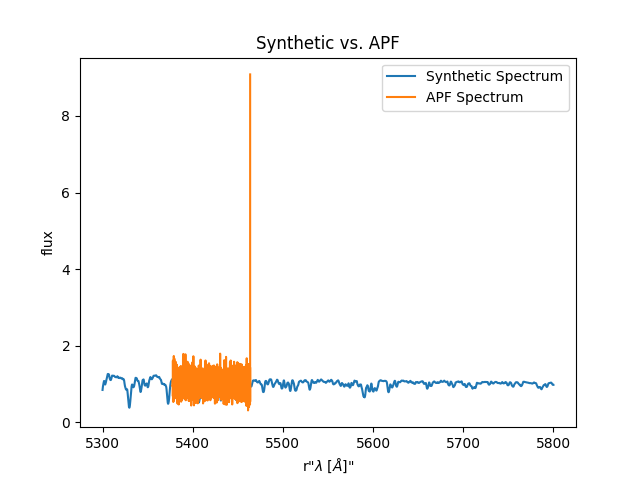 Synthetic vs. APF
Synthetic Spectrum
APF Spectrum
8
6
4
2
0
flux
5300 5400 5500 5600 5700 5800
r"λ [Å]"